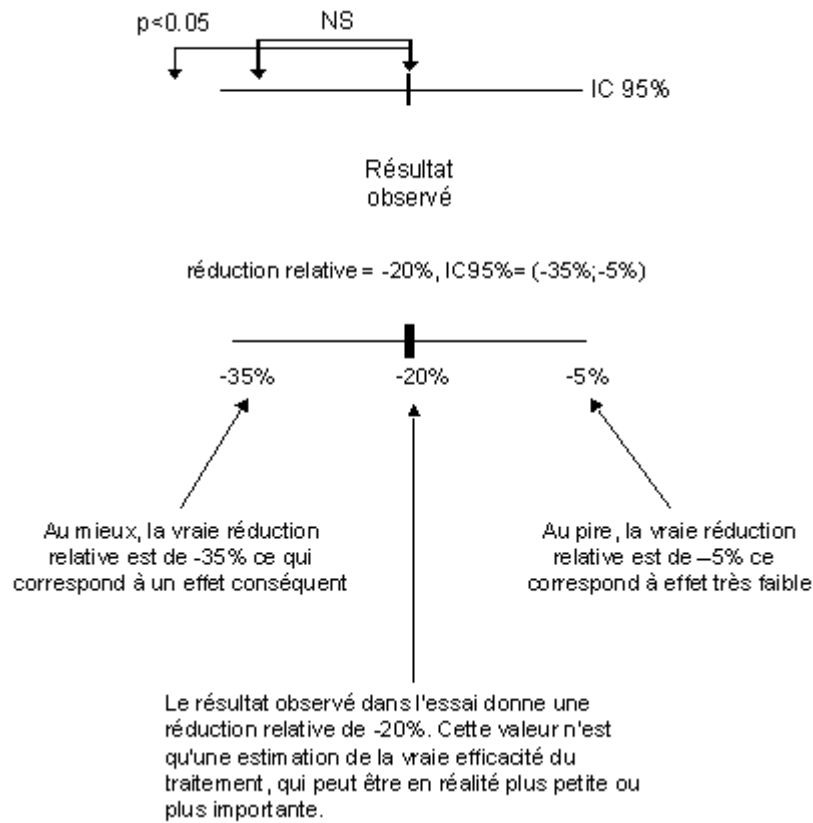 p<0.05
NS
IC 95%
Résultat
observé
réduction relative = -20%, IC95%= (-35%;-5%)
-35%
-20%
-5%
Au mieux, la vraie réduction
relative est de -35% ce qui
correspond à un effet conséquent
Au pire, la vraie réduction
relative est de –5% ce
correspond à effet très faible
Le résultat observé dans l'essai donne une
réduction relative de -20%. Cette valeur n'est
qu'une estimation de la vraie efficacité du
traitement, qui peut être en réalité plus petite ou
plus importante.